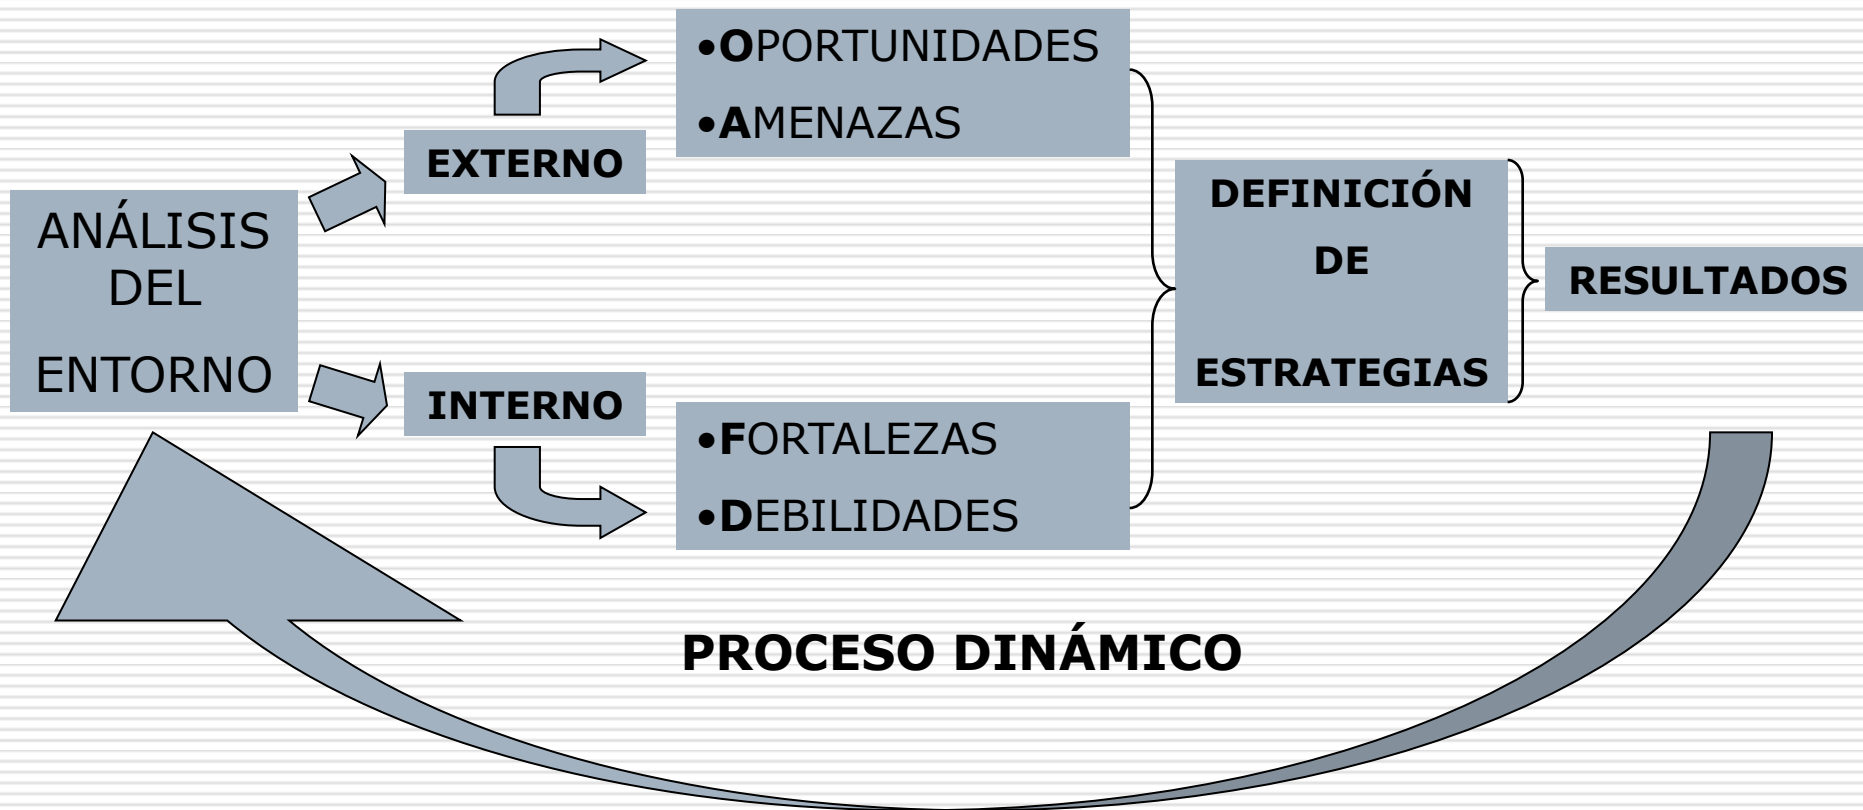 ANÁLISIS
DEL
ENTORNO
EXTERNO
•OPORTUNIDADES
•AMENAZAS
INTERNO
•FORTALEZAS
•DEBILIDADES
DEFINICIÓN
DE
ESTRATEGIAS
RESULTADOS
PROCESO DINÁMICO